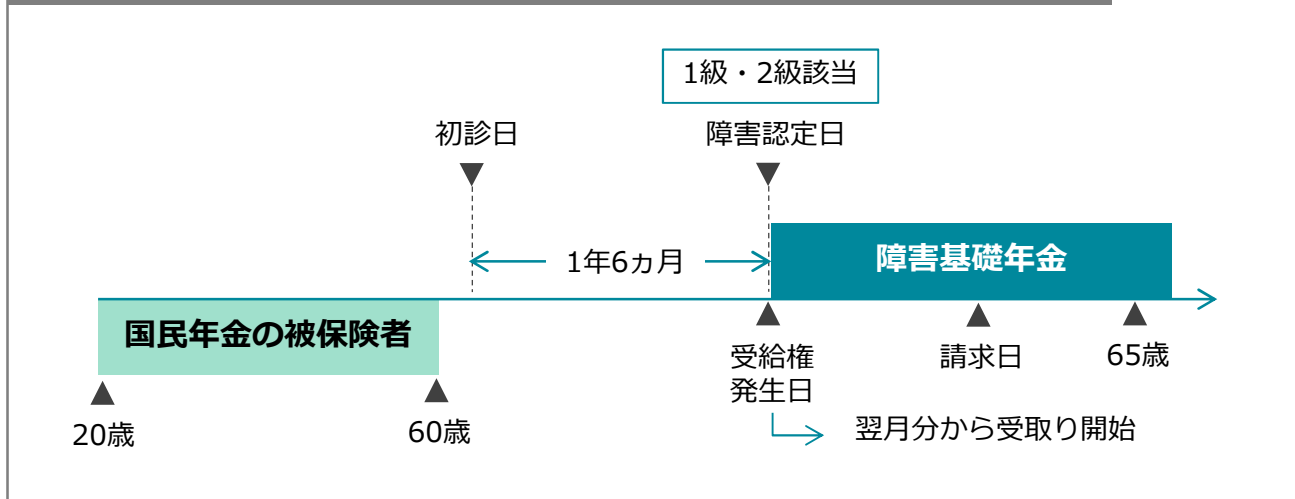 1級・2級該当
初診日
障害認定日
1年6ヵ月
障害基礎年金
国民年金の被保険者
受給権
発生日
請求日
65歳
20歳
60歳
翌月分から受取り開始